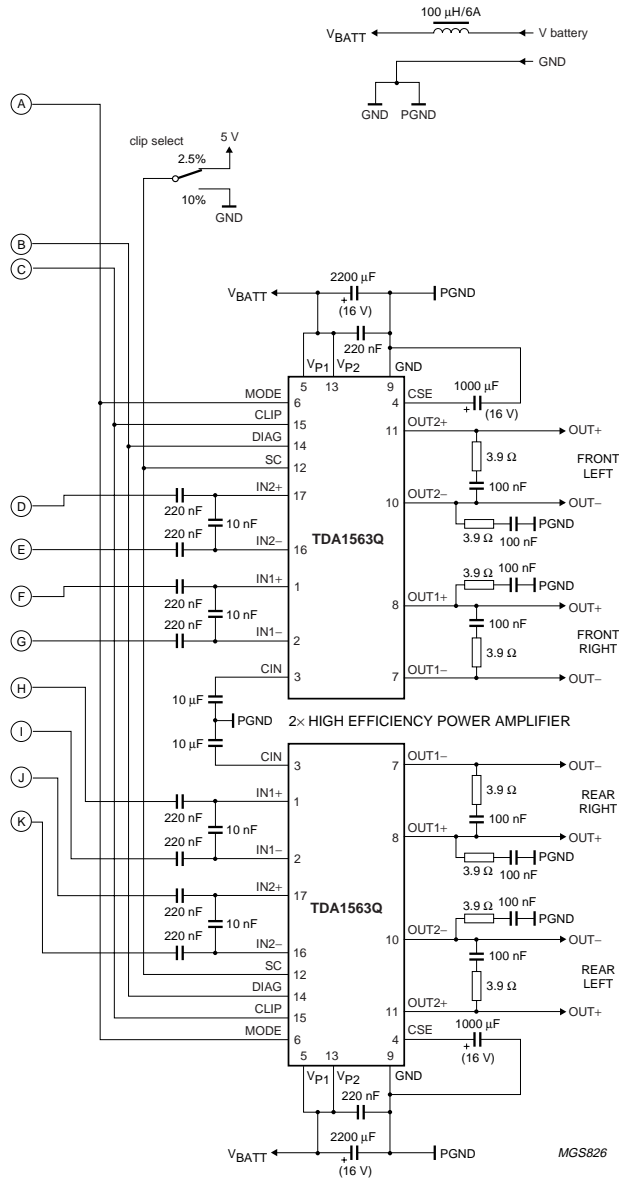 100 μH/6A
VBATT
V battery
GND
GND PGND
A
clip select
5 V
2.5%
10%
GND
B
C
VBATT
2200 μF
+
(16 V)
PGND
220 nF
VP1 VP2 GND
5 13 9
MODE
6
CLIP
15
DIAG
14
SC
12
CSE
4
1000 μF
+
(16 V)
OUT2+
11
OUT+
3.9 Ω
100 nF
FRONT
LEFT
OUT2−
10
OUT−
3.9 Ω
100 nF
PGND
D
220 nF
IN2+
17
10 nF
E
220 nF
IN2−
16
TDA1563Q
F
220 nF
IN1+
1
10 nF
G
220 nF
IN1−
2
3.9 Ω
100 nF
PGND
OUT1+
8
OUT+
100 nF
3.9 Ω
FRONT
RIGHT
OUT1−
7
OUT−
CIN
3
10 μF
PGND
2× HIGH EFFICIENCY POWER AMPLIFIER
10 μF
CIN
3
H
220 nF
IN1+
1
10 nF
I
220 nF
IN1−
2
J
220 nF
IN2+
17
10 nF
K
220 nF
IN2−
16
TDA1563Q
OUT1−
7
OUT−
3.9 Ω
100 nF
REAR
RIGHT
OUT1+
8
OUT+
3.9 Ω
100 nF
PGND
3.9 Ω
100 nF
PGND
OUT2−
10
OUT−
100 nF
3.9 Ω
REAR
LEFT
OUT2+
11
OUT+
SC
12
DIAG
14
CLIP
15
MODE
6
CSE
4
1000 μF
+
(16 V)
5 13 9
VP1 VP2 GND
220 nF
VBATT
2200 μF
+
(16 V)
PGND
MGS826